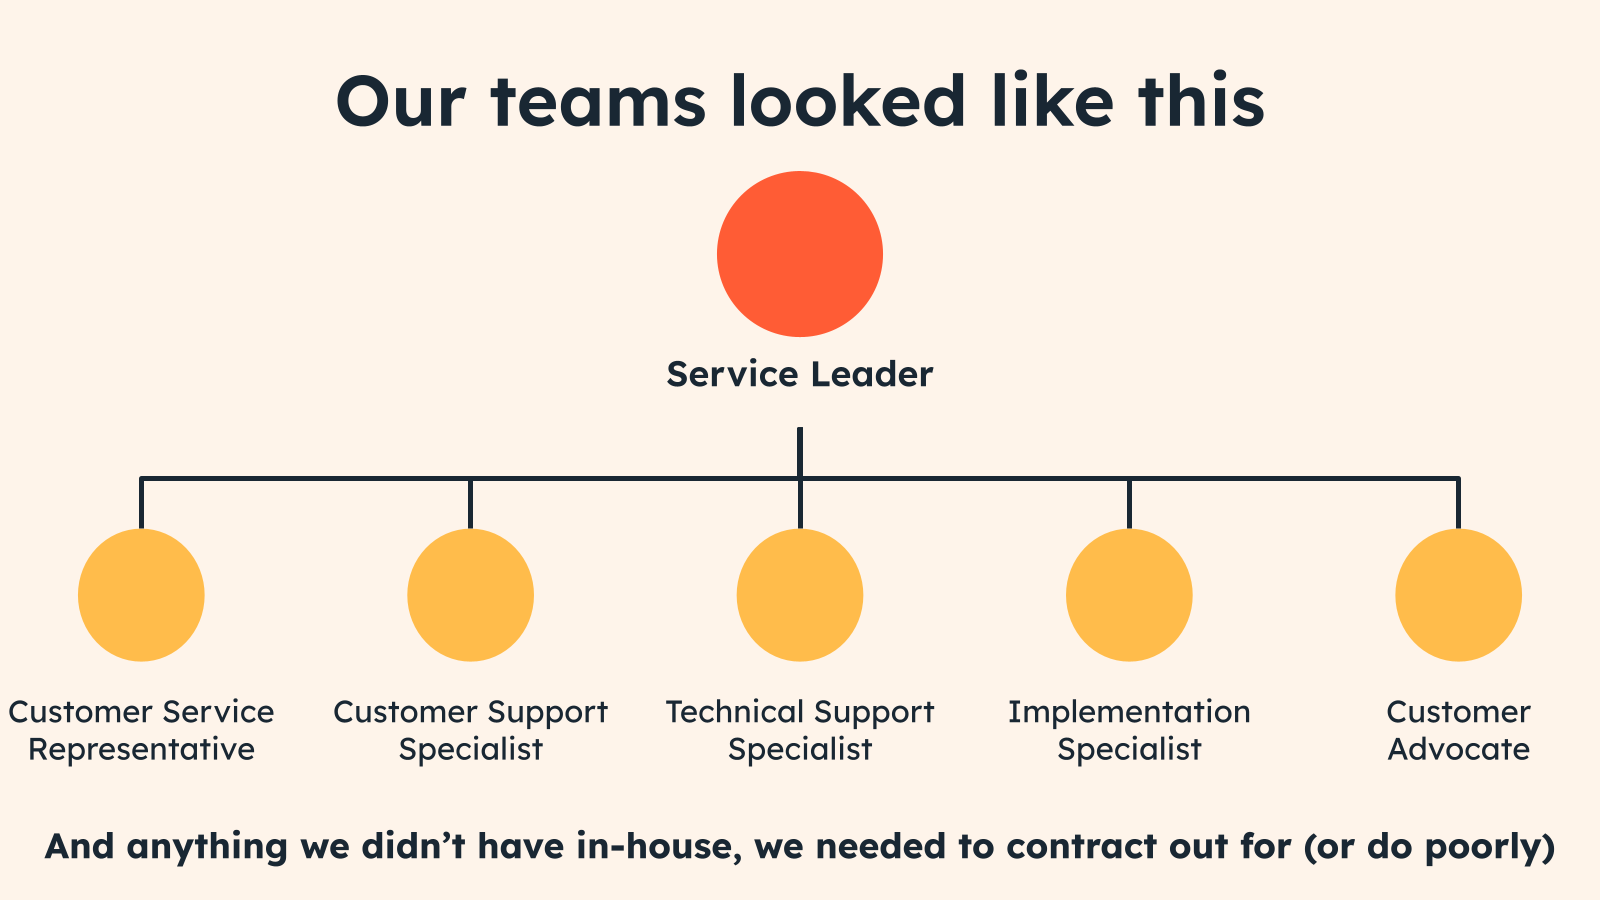 Our teams looked like this
Service Leader
Customer Service
Representative
Customer Support
Specialist
Technical Support
Specialist
Implementation
Specialist
Customer
Advocate
And anything we didn’t have in-house, we needed to contract out for (or do poorly)